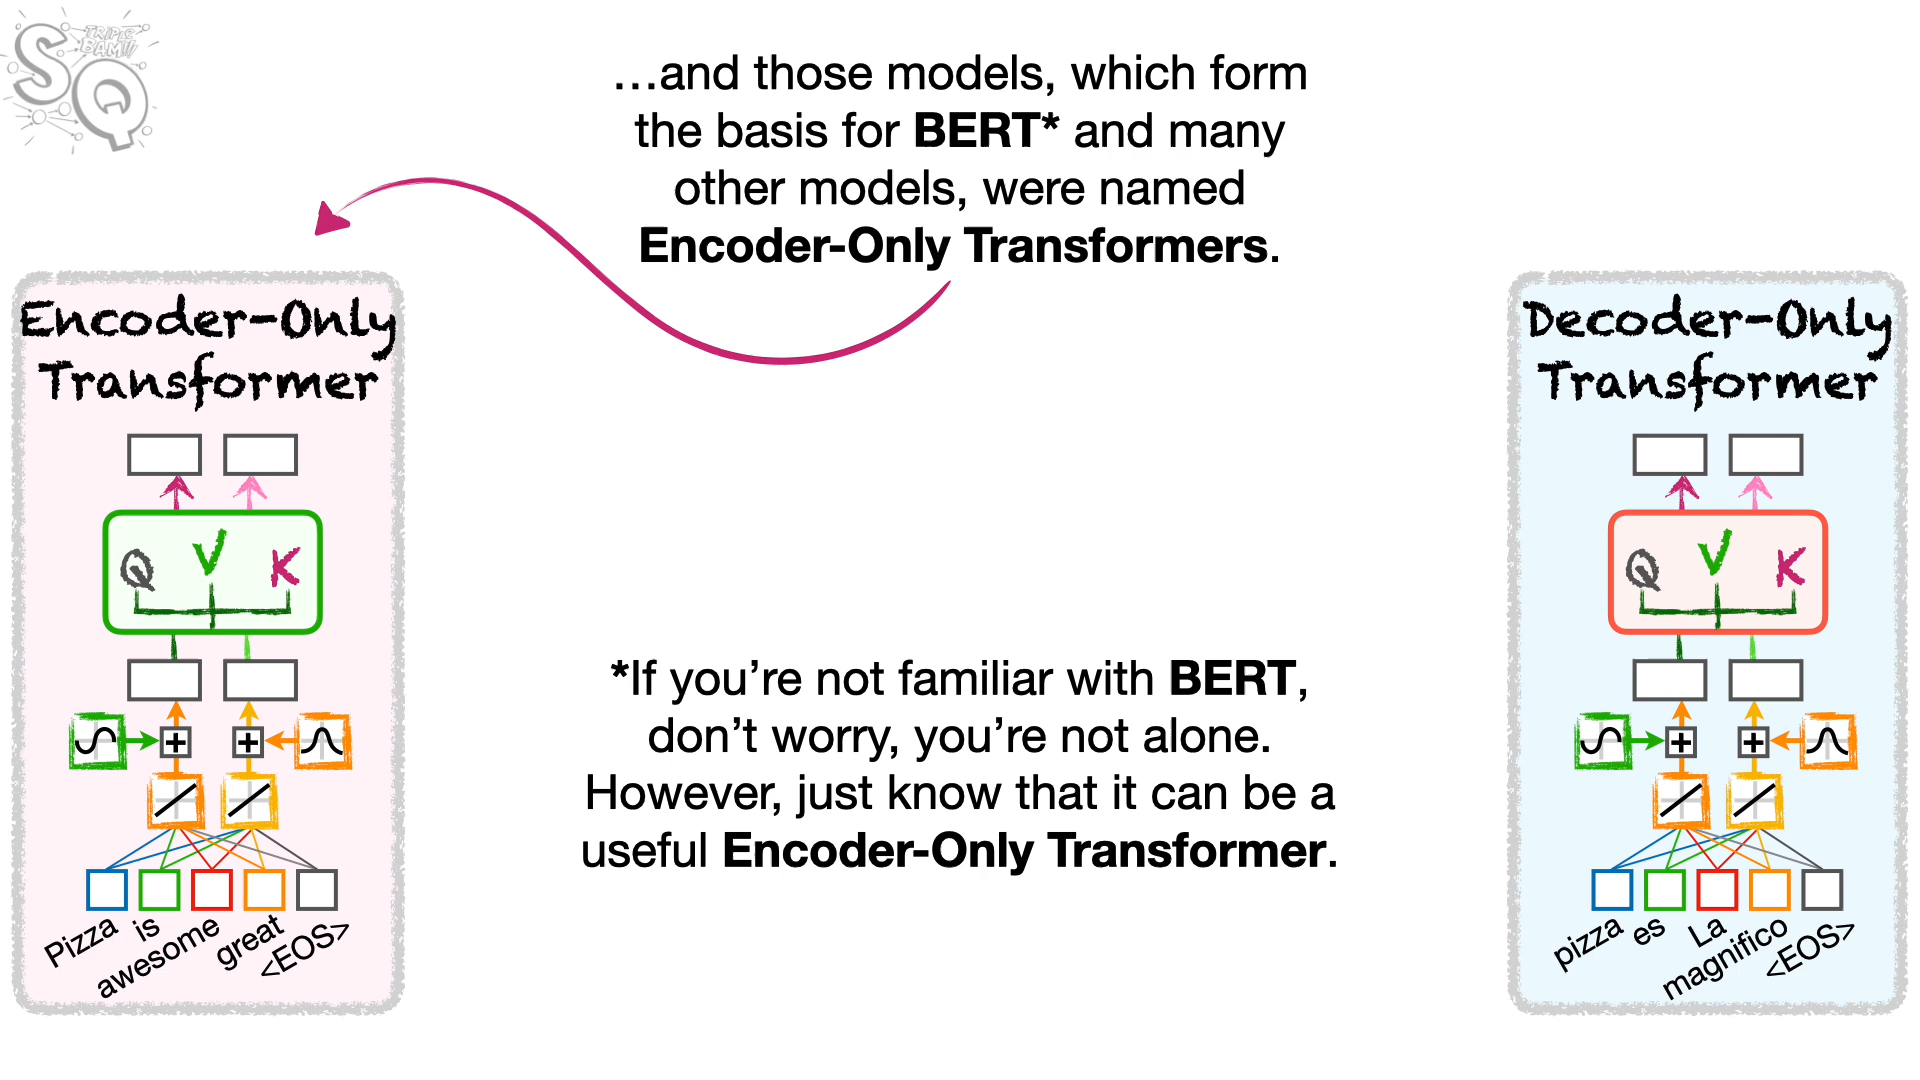 TRIPLE
BAM!!!
SQ
…and those models, which form
the basis for BERT* and many
other models, were named
Encoder-Only Transformers.
Encoder-Only
Transformer
Q V K
+ +
Pizza is awesome great <EOS>
*If you’re not familiar with BERT,
don’t worry, you’re not alone.
However, just know that it can be a
useful Encoder-Only Transformer.
Decoder-Only
Transformer
Q V K
+ +
pizza es La magnifico <EOS>